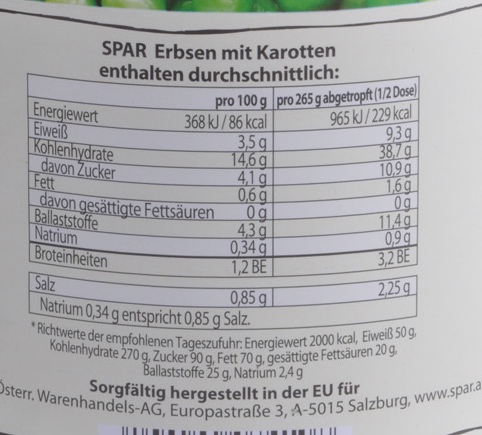 SPAR Erbsen mit Karotten
enthalten durchschnittlich:
pro 100 g pro 265 g abgetropft (1/2 Dose)
Energiewert 368 kJ / 86 kcal 965 kJ / 229 kcal
Eiweiß 3,5 g 9,3 g
Kohlenhydrate 14,6 g 38,7 g
davon Zucker 4,1 g 10,9 g
Fett 0,6 g 1,6 g
davon gesättigte Fettsäuren 0 g 0 g
Ballaststoffe 4,3 g 11,4 g
Natrium 0,34 g 0,9 g
Broteinheiten 1,2 BE 3,2 BE
Salz 0,85 g 2,25 g
Natrium 0,34 g entspricht 0,85 g Salz.
* Richtwerte der empfohlenen Tageszufuhr: Energiewert 2000 kcal, Eiweiß 50 g,
Kohlenhydrate 270 g, Zucker 90 g, Fett 70 g, gesättigte Fettsäuren 20 g,
Ballaststoffe 25 g, Natrium 2,4 g
Sorgfältig hergestellt in der EU für
Österr. Warenhandels-AG, Europastraße 3, A-5015 Salzburg, www.spar.a